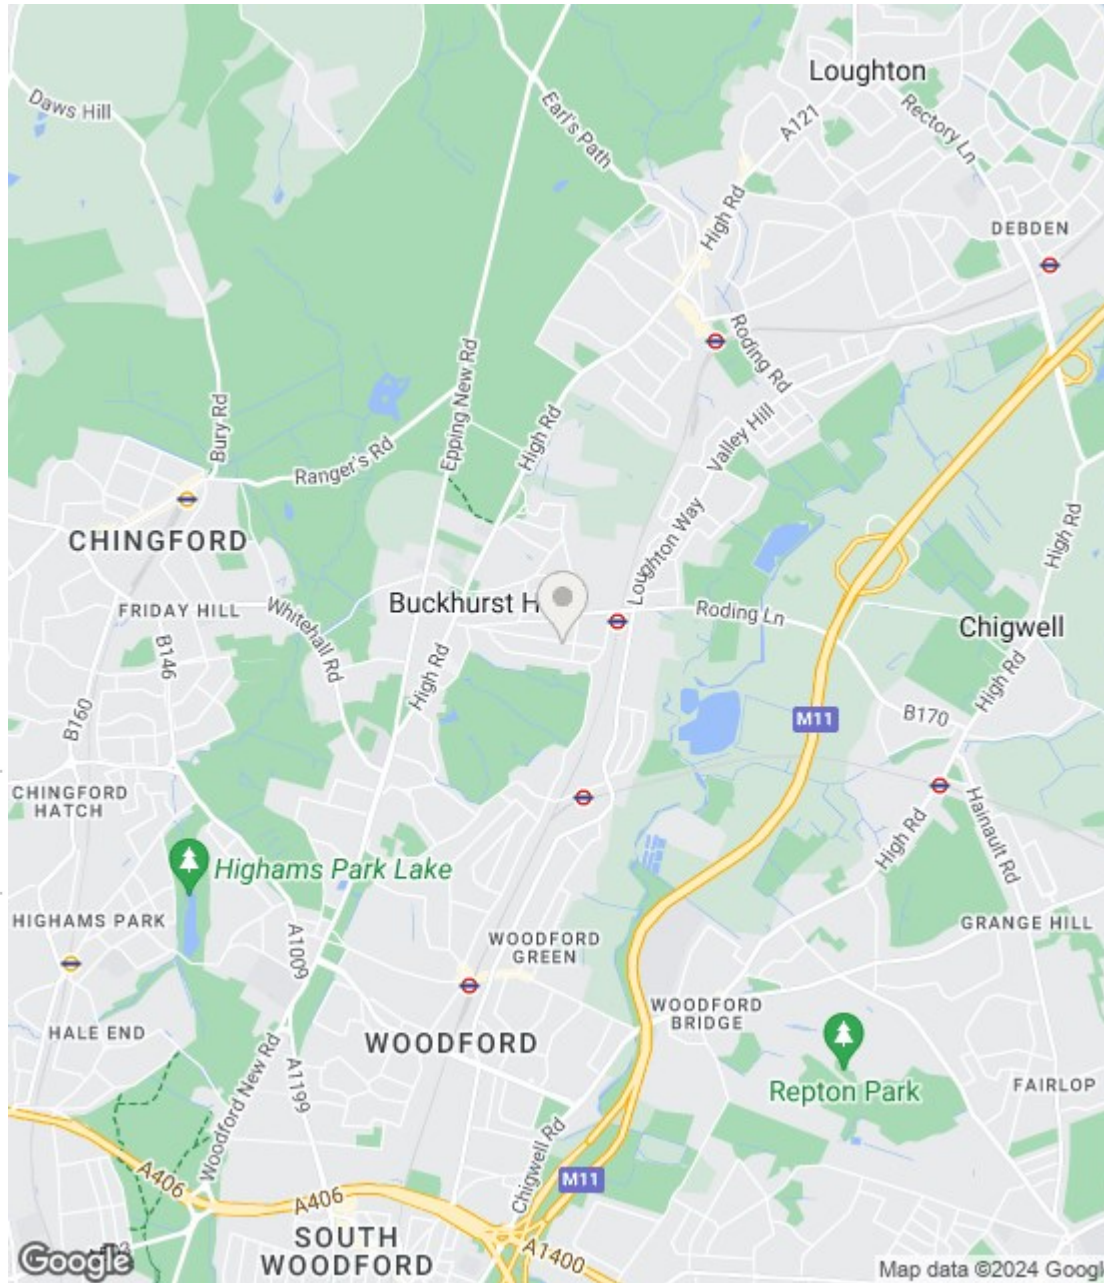 Loughton
Daws Hill
Earl's Path
A121
Rectory Ln
High Rd
DEBDEN
Roding Rd
Epping New Rd
Bury Rd
High Rd
Valley Hill
Ranger's Rd
CHINGFORD
Loughton Way
High Rd
Buckhurst H
FRIDAY HILL
Whitehall Rd
Roding Ln
Chigwell
B146
High Rd
High Rd
B160
M11
B170
CHINGFORD
HATCH
Hainault Rd
High Rd
Highams Park Lake
HIGHAMS PARK
GRANGE HILL
A1009
WOODFORD
GREEN
WOODFORD
BRIDGE
HALE END
WOODFORD
Woodford New Rd
A1199
Repton Park
FAIRLOP
Chigwell Rd
A406
M11
A406
SOUTH
WOODFORD
A1400
Google
Map data ©2024 Google